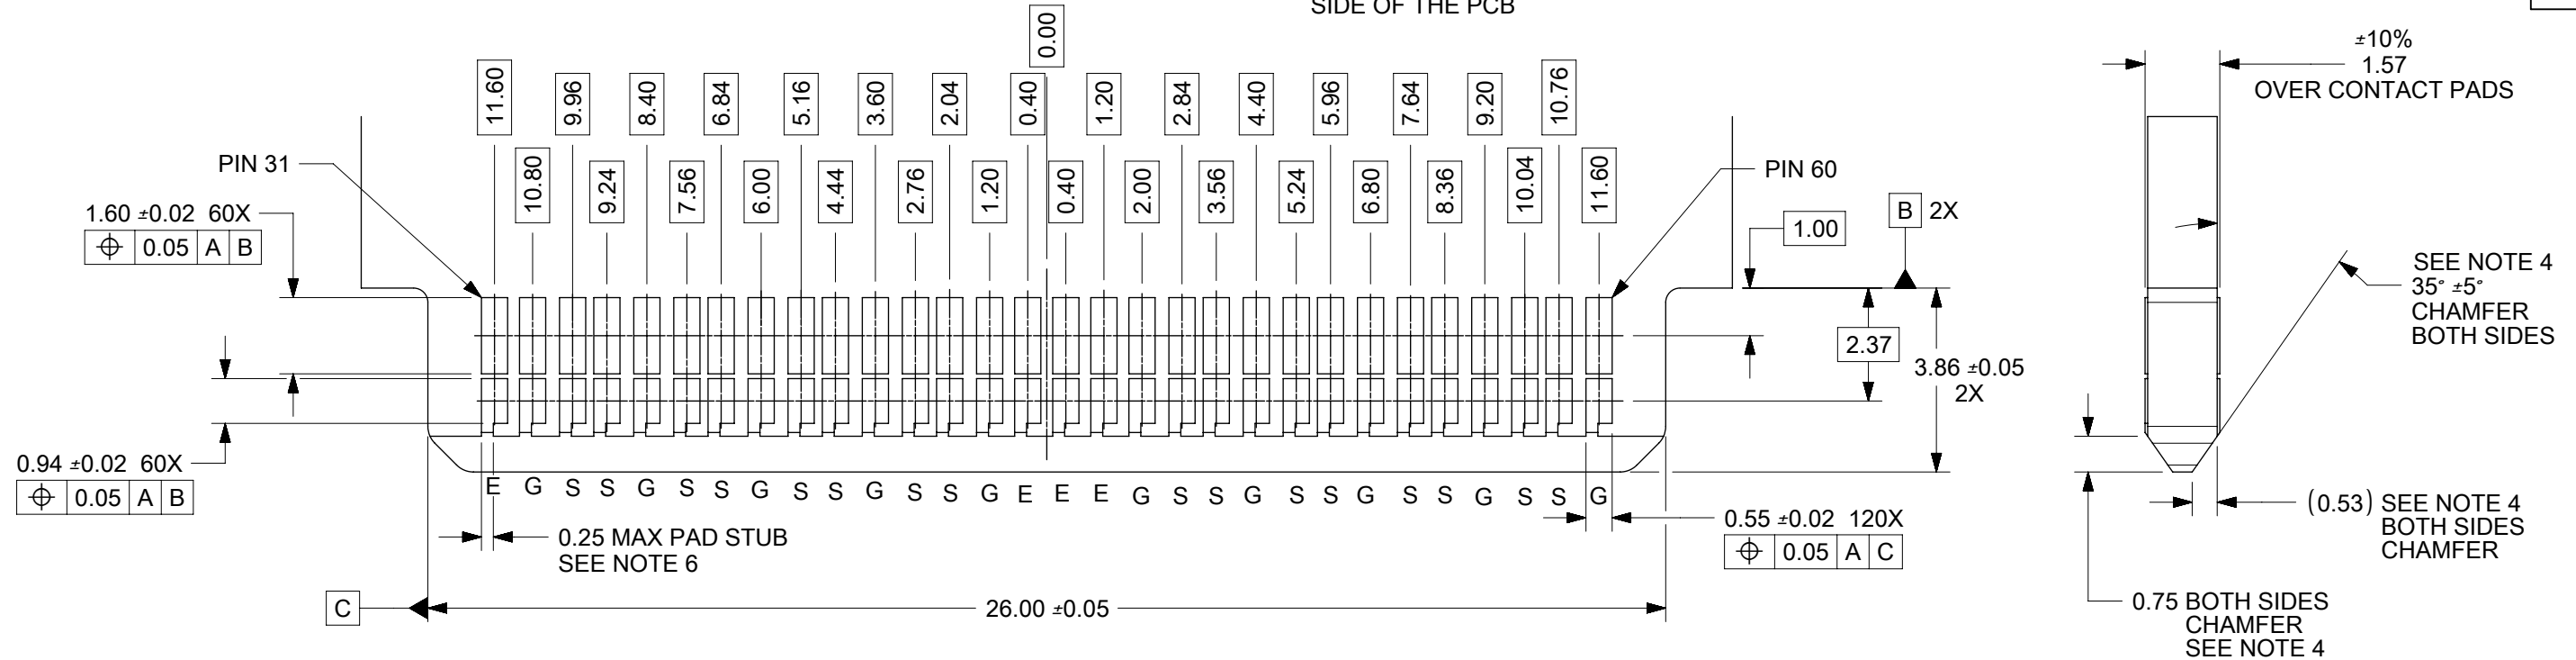 SIDE OF THE PCB
0.00
11.60
9.96
8.40
6.84
5.16
3.60
2.04
0.40
1.20
2.84
4.40
5.96
7.64
9.20
10.76
10.80
9.24
7.56
6.00
4.44
2.76
1.20
0.40
2.00
3.56
5.24
6.80
8.36
10.04
11.60
PIN 31
PIN 60
1.60 ±0.02 60X
⌖ 0.05 A B
0.94 ±0.02 60X
⌖ 0.05 A B
1.00
B 2X
2.37
3.86 ±0.05
2X
E G S S G S S G S S G S S G E E E G S S G S S G S S G S S G
0.25 MAX PAD STUB
SEE NOTE 6
0.55 ±0.02 120X
⌖ 0.05 A C
C
26.00 ±0.05
±10%
1.57
OVER CONTACT PADS
SEE NOTE 4
35° ±5°
CHAMFER
BOTH SIDES
(0.53) SEE NOTE 4
BOTH SIDES
CHAMFER
0.75 BOTH SIDES
CHAMFER
SEE NOTE 4